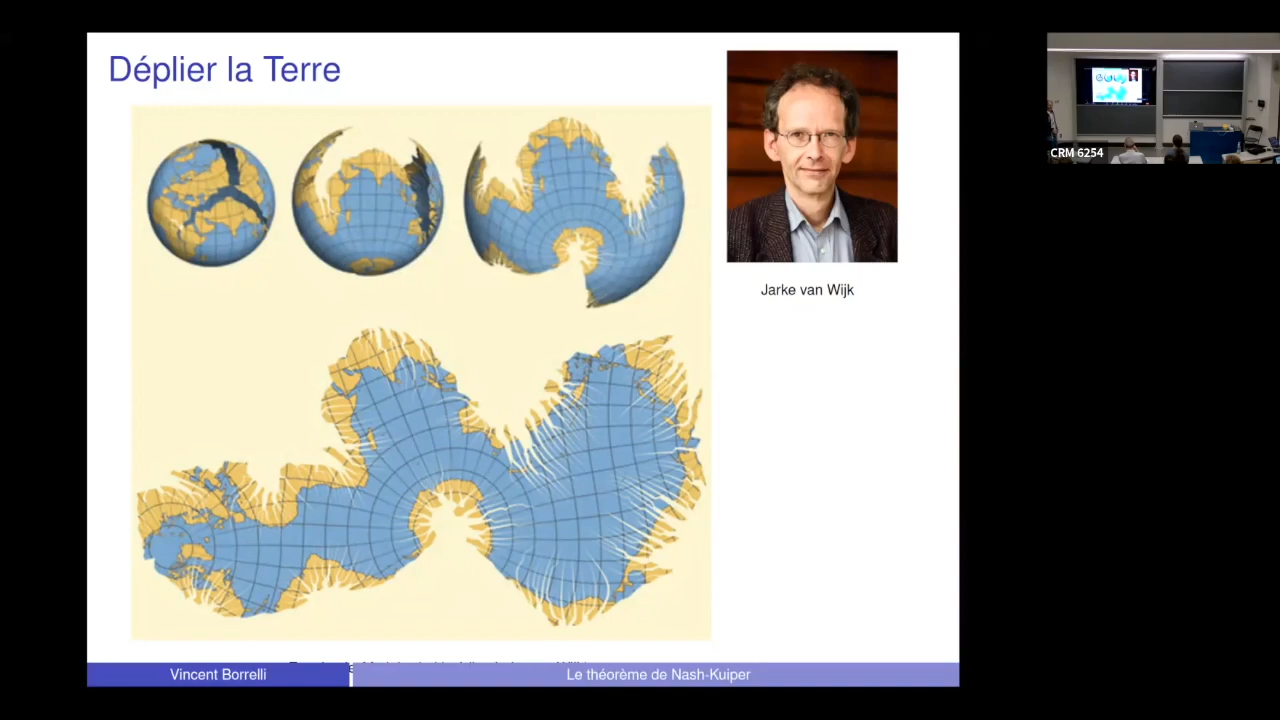 Déplier la Terre
Jarke van Wijk
CRM 6254
Vincent Borrelli
Le théorème de Nash-Kuiper